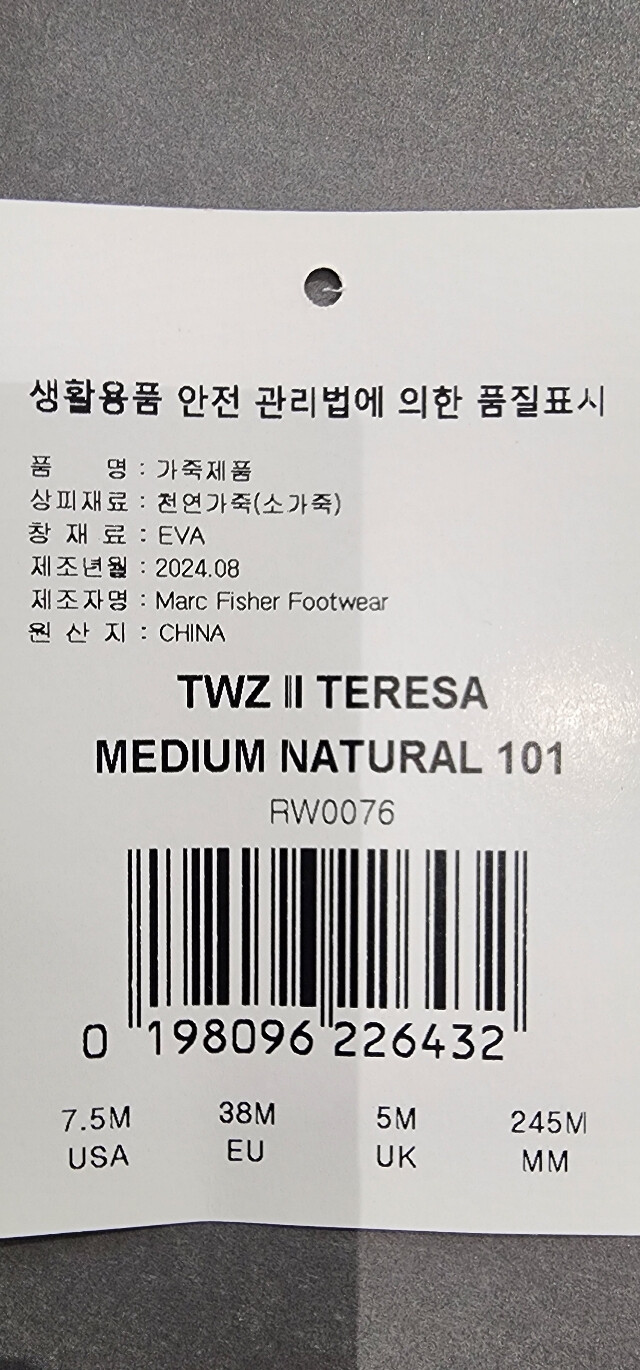 생활용품 안전 관리법에 의한 품질표시
품 명 : 가죽제품
상피재료 : 천연가죽(소가죽)
창 재 료 : EVA
제조년월 : 2024.08
제조자명 : Marc Fisher Footwear
원 산 지 : CHINA
TWZ II TERESA
MEDIUM NATURAL 101
RW0076
0 198096 226432
7.5M 38M 5M 245M
USA EU UK MM